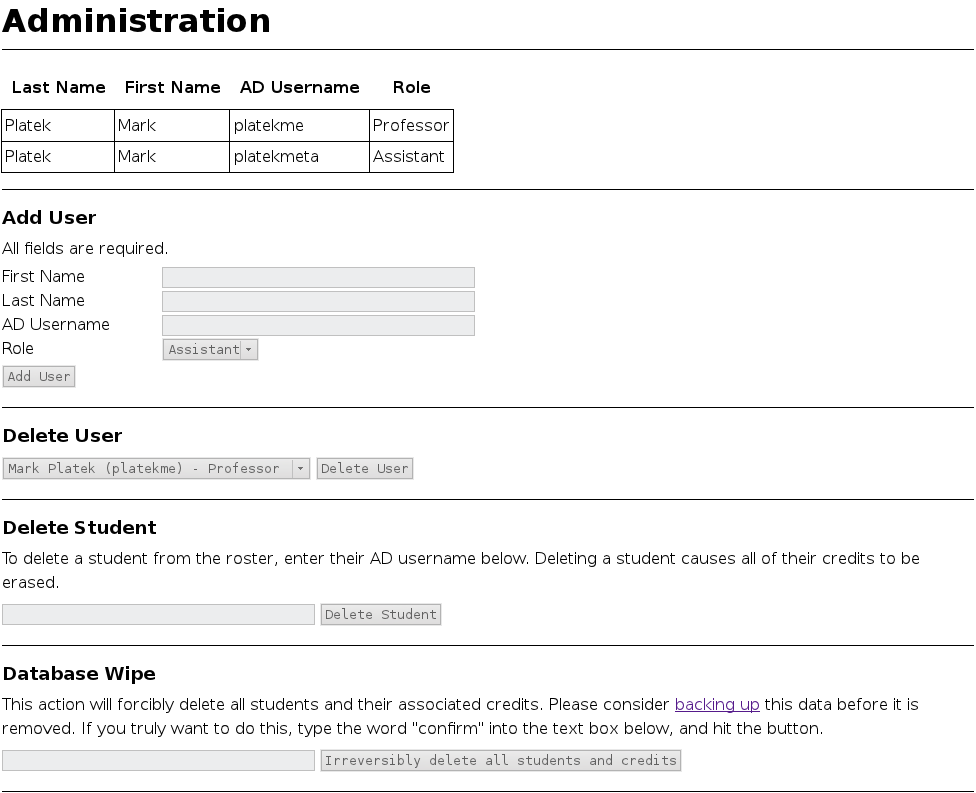 Administration
Last Name First Name AD Username Role
Platek Mark platekme Professor
Platek Mark platekmeta Assistant
Add User
All fields are required.
First Name
Last Name
AD Username
Role Assistant
Add User
Delete User
Mark Platek (platekme) - Professor Delete User
Delete Student
To delete a student from the roster, enter their AD username below. Deleting a student causes all of their credits to be
erased.
Delete Student
Database Wipe
This action will forcibly delete all students and their associated credits. Please consider backing up this data before it is
removed. If you truly want to do this, type the word "confirm" into the text box below, and hit the button.
Irreversibly delete all students and credits